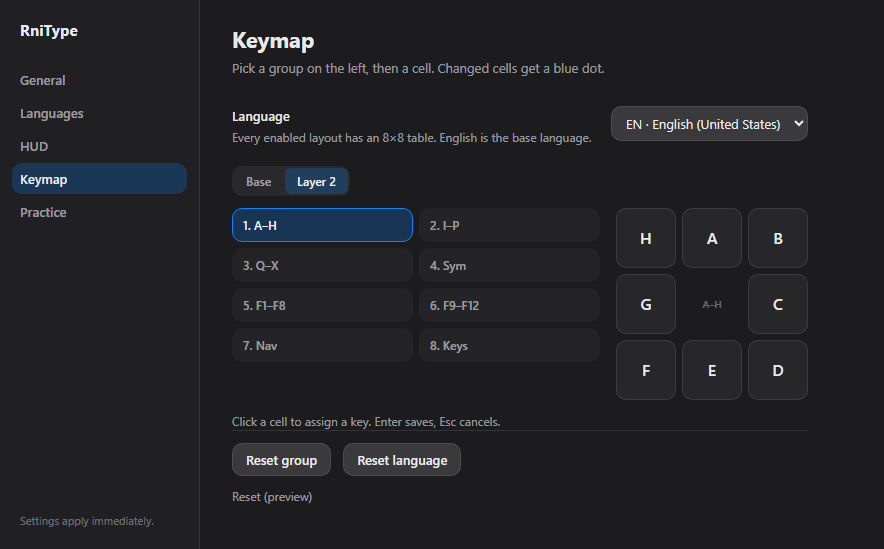 RniType
General
Languages
HUD
Keymap
Practice
Settings apply immediately.
Keymap
Pick a group on the left, then a cell. Changed cells get a blue dot.
Language
Every enabled layout has an 8×8 table. English is the base language.
EN · English (United States)
Base Layer 2
1. A–H 2. I–P
3. Q–X 4. Sym
5. F1–F8 6. F9–F12
7. Nav 8. Keys
H A B
G A–H C
F E D
Click a cell to assign a key. Enter saves, Esc cancels.
Reset group Reset language
Reset (preview)